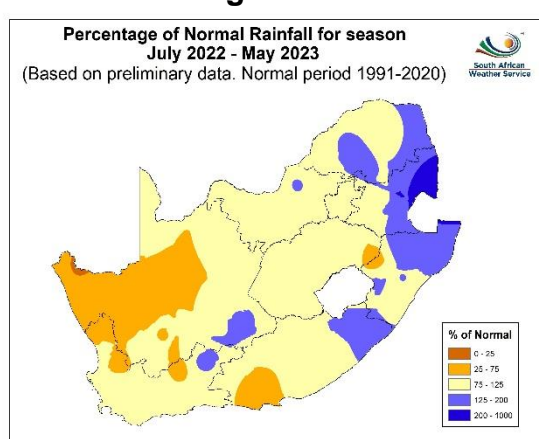 Percentage of Normal Rainfall for season
July 2022 - May 2023
(Based on preliminary data. Normal period 1991-2020)
South African
Weather Service
% of Normal
0 - 25
25 - 75
75 - 125
125 - 200
200 - 1000